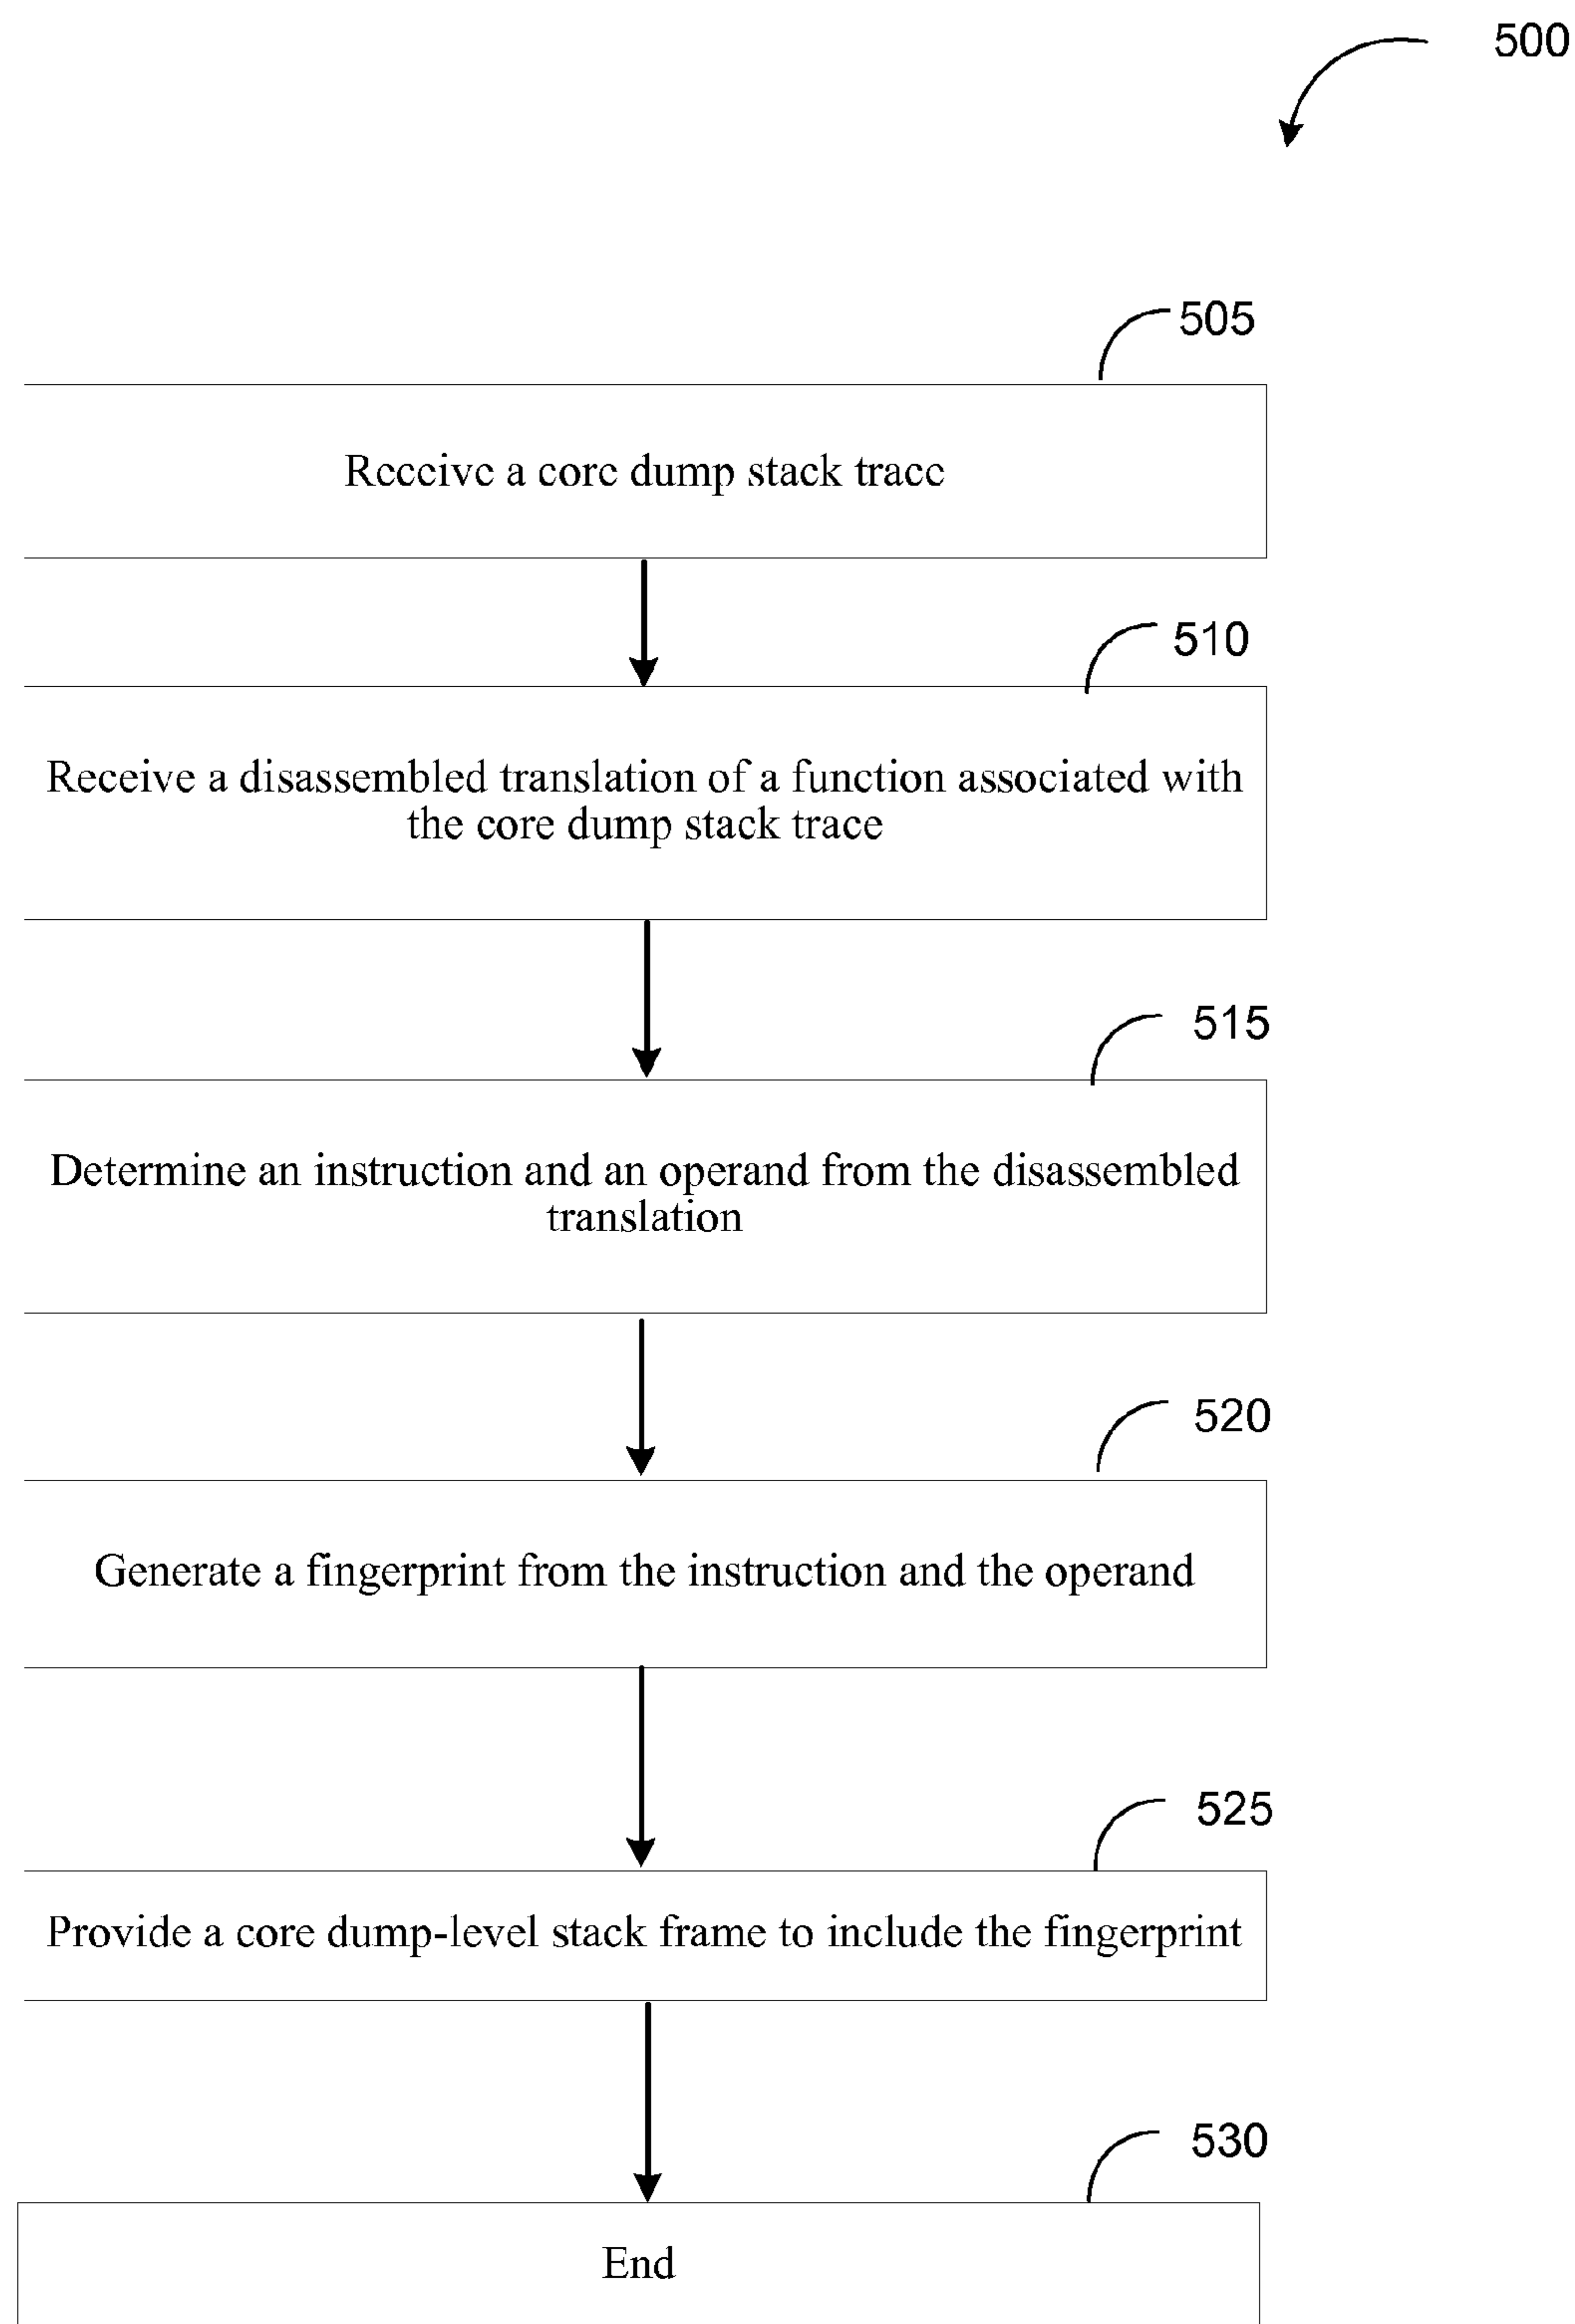 500
505
Receive a core dump stack trace
510
Receive a disassembled translation of a function associated with
the core dump stack trace
515
Determine an instruction and an operand from the disassembled
translation
520
Generate a fingerprint from the instruction and the operand
525
Provide a core dump-level stack frame to include the fingerprint
530
End